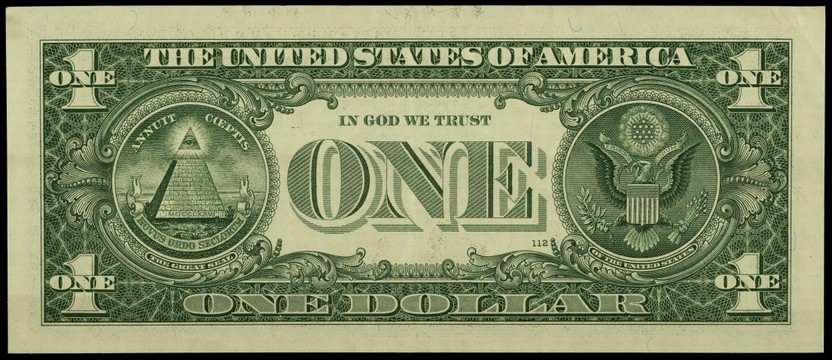 THE UNITED STATES OF AMERICA
ONE
1
ONE
1
IN GOD WE TRUST
ANNUIT CŒPTIS
ONE
MDCCLXXVI
NOVUS ORDO SECLORUM
THE GREAT SEAL
112
OF THE UNITED STATES
ONE
1
ONE
1
ONE DOLLAR